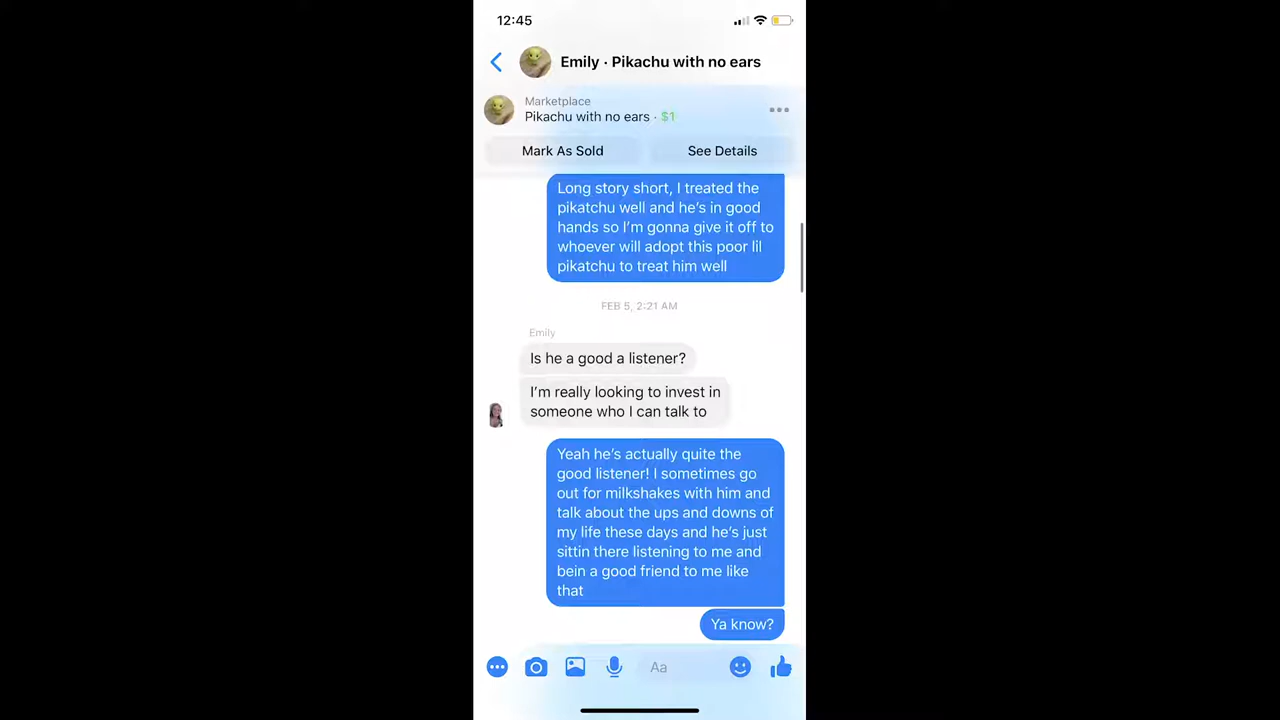 12:45
Emily · Pikachu with no ears
Marketplace
Pikachu with no ears · $1
Mark As Sold
See Details
Long story short, I treated the
pikatchu well and he's in good
hands so I'm gonna give it off to
whoever will adopt this poor lil
pikatchu to treat him well
FEB 5, 2:21 AM
Emily
Is he a good a listener?
I'm really looking to invest in
someone who I can talk to
Yeah he's actually quite the
good listener! I sometimes go
out for milkshakes with him and
talk about the ups and downs of
my life these days and he's just
sittin there listening to me and
bein a good friend to me like
that
Ya know?
Aa